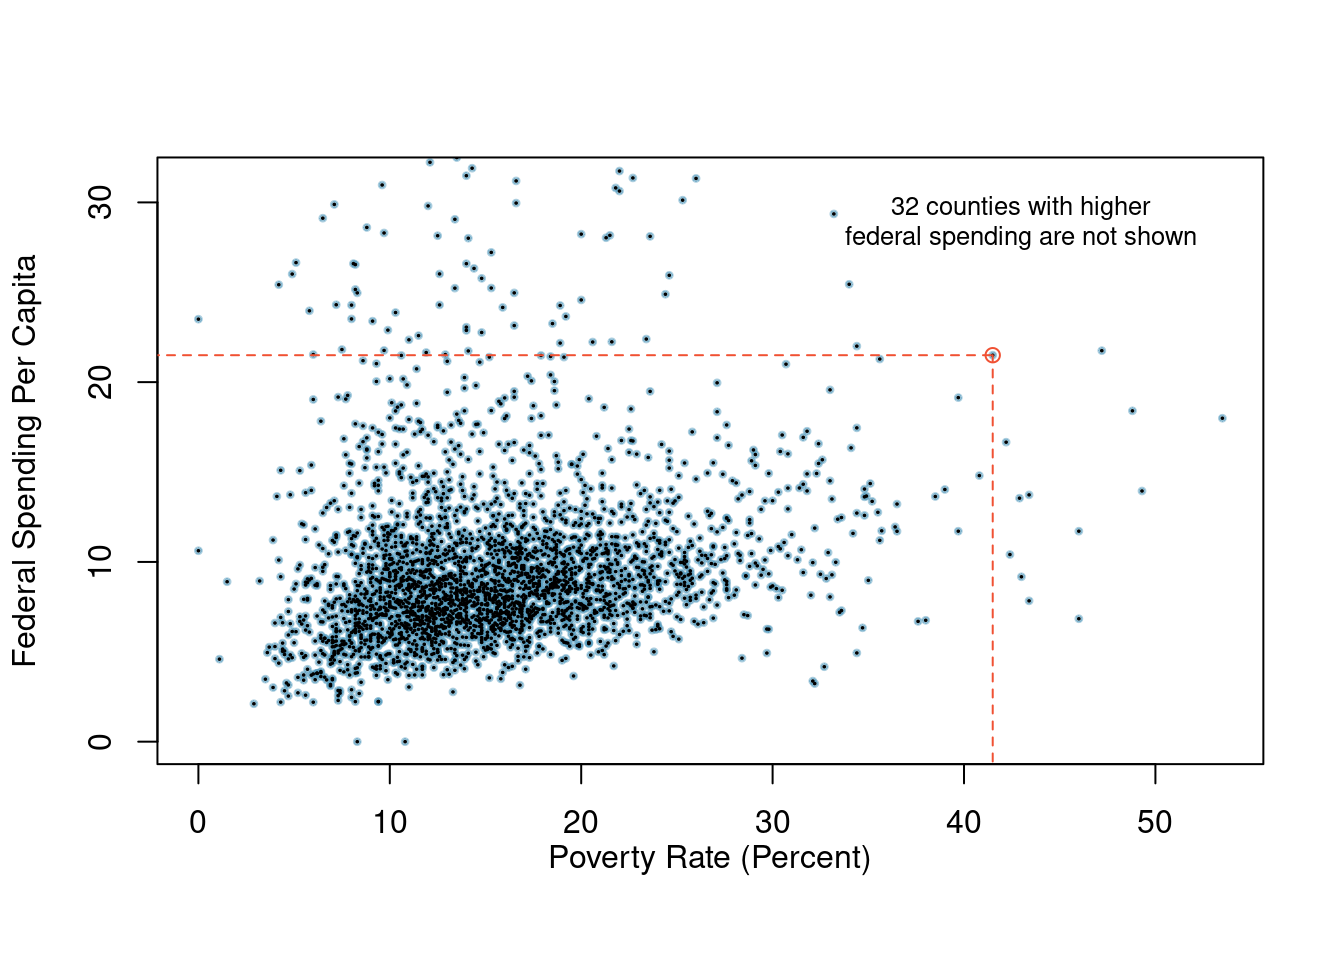 32 counties with higher
federal spending are not shown
Federal Spending Per Capita
30
20
10
0
0 10 20 30 40 50
Poverty Rate (Percent)